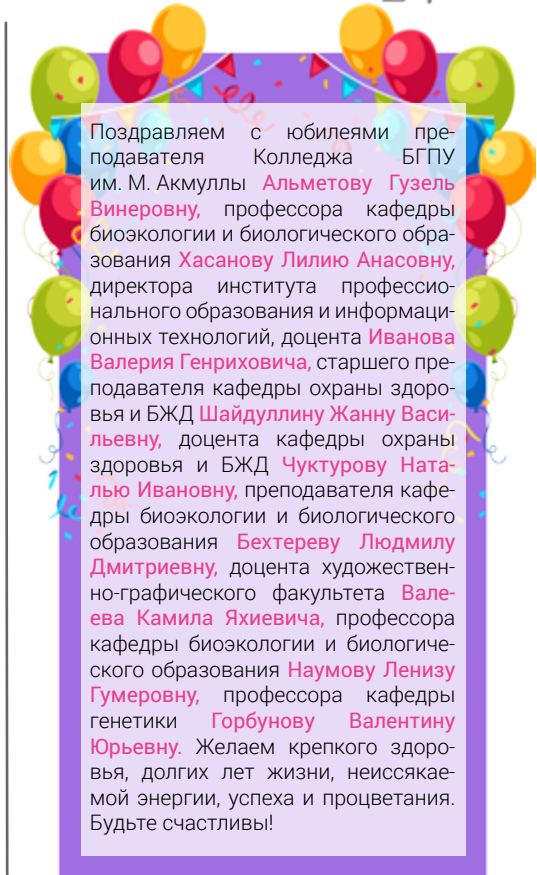 Поздравляем с юбилеями пре-
подавателя Колледжа БГПУ
им. М. Акмуллы Альметову Гузель
Винеровну, профессора кафедры
биоэкологии и биологического обра-
зования Хасанову Лилию Анасовну,
директора института профессио-
нального образования и информаци-
онных технологий, доцента Иванова
Валерия Генриховича, старшего пре-
подавателя кафедры охраны здоро-
вья и БЖД Шайдуллину Жанну Васи-
льевну, доцента кафедры охраны
здоровья и БЖД Чуктурову Ната-
лью Ивановну, преподавателя кафе-
дры биоэкологии и биологического
образования Бехтереву Людмилу
Дмитриевну, доцента художествен-
но-графического факультета Вале-
ева Камила Яхиевича, профессора
кафедры биоэкологии и биологиче-
ского образования Наумову Ленизу
Гумеровну, профессора кафедры
генетики Горбунову Валентину
Юрьевну. Желаем крепкого здоро-
вья, долгих лет жизни, неиссякае-
мой энергии, успеха и процветания.
Будьте счастливы!